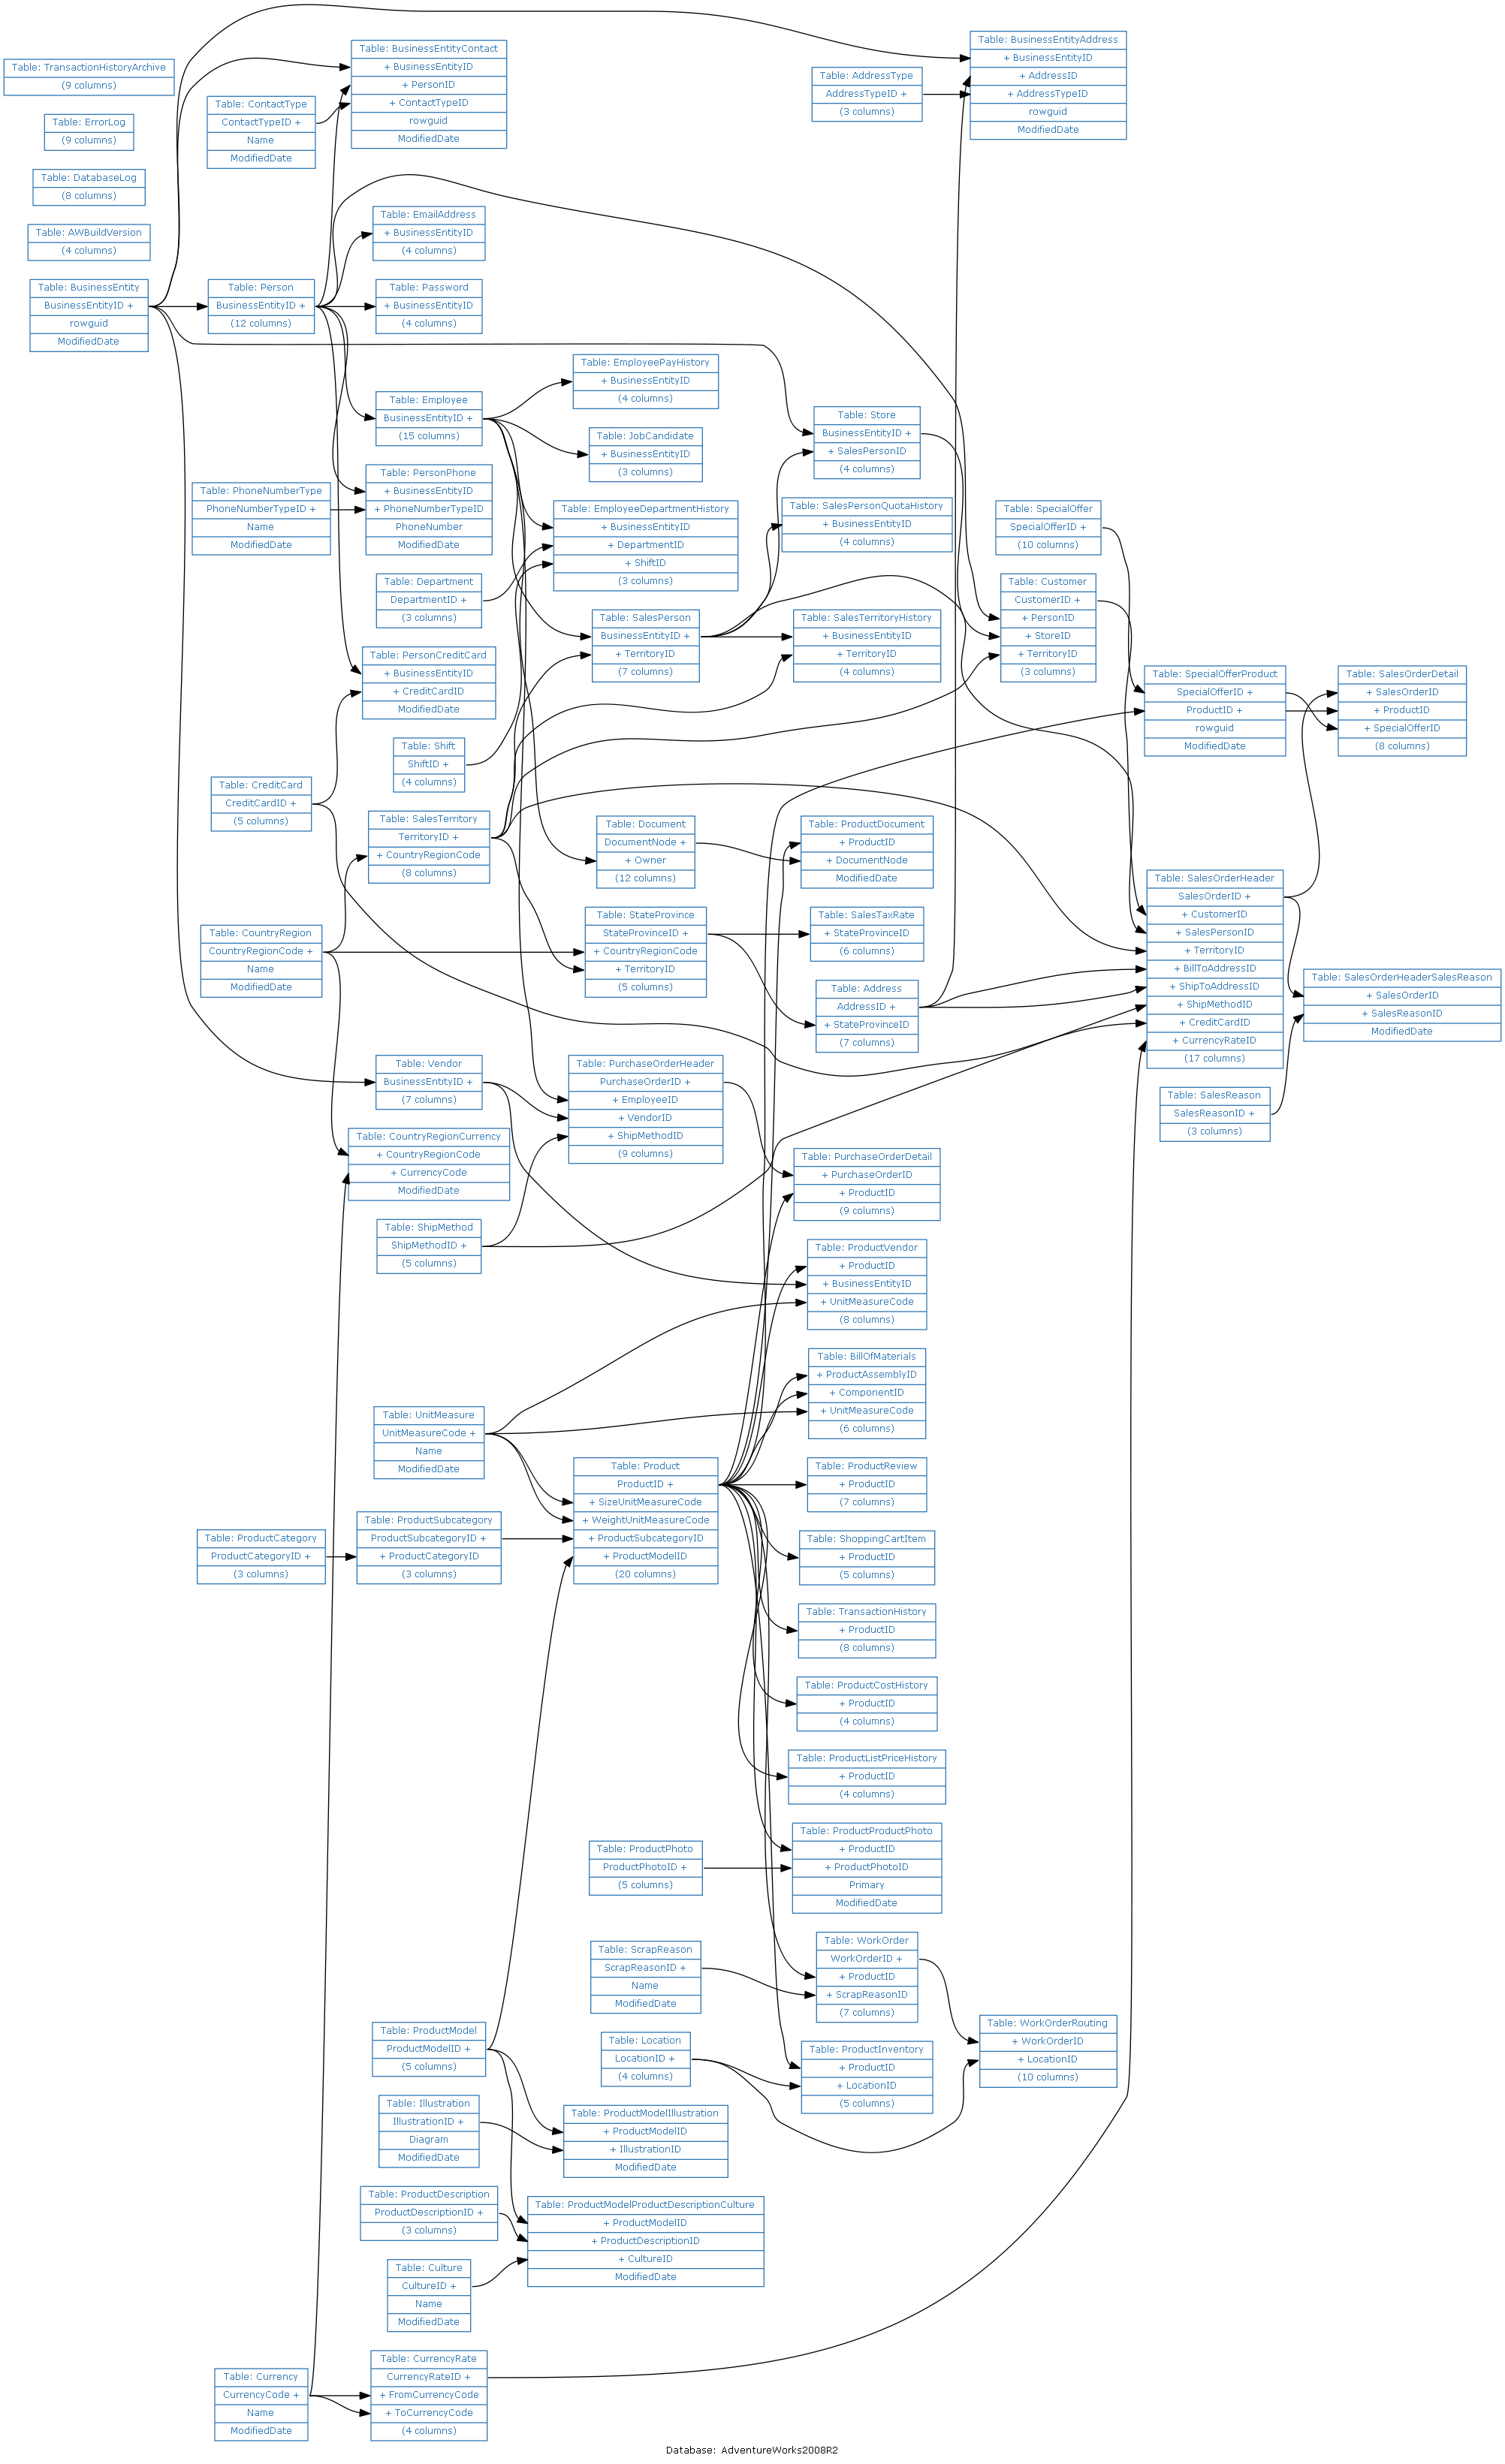 Table: TransactionHistoryArchive
(9 columns)
Table: ErrorLog
(9 columns)
Table: DatabaseLog
(8 columns)
Table: AWBuildVersion
(4 columns)
Table: BusinessEntity
BusinessEntityID +
rowguid
ModifiedDate
Table: ContactType
ContactTypeID +
Name
ModifiedDate
Table: Person
BusinessEntityID +
(12 columns)
Table: PhoneNumberType
PhoneNumberTypeID +
Name
ModifiedDate
Table: CreditCard
CreditCardID +
(5 columns)
Table: CountryRegion
CountryRegionCode +
Name
ModifiedDate
Table: ProductCategory
ProductCategoryID +
(3 columns)
Table: Currency
CurrencyCode +
Name
ModifiedDate
Table: BusinessEntityContact
+ BusinessEntityID
+ PersonID
+ ContactTypeID
rowguid
ModifiedDate
Table: EmailAddress
+ BusinessEntityID
(4 columns)
Table: Password
+ BusinessEntityID
(4 columns)
Table: Employee
BusinessEntityID +
(15 columns)
Table: PersonPhone
+ BusinessEntityID
+ PhoneNumberTypeID
PhoneNumber
ModifiedDate
Table: Department
DepartmentID +
(3 columns)
Table: PersonCreditCard
+ BusinessEntityID
+ CreditCardID
ModifiedDate
Table: Shift
ShiftID +
(4 columns)
Table: SalesTerritory
TerritoryID +
+ CountryRegionCode
(8 columns)
Table: Vendor
BusinessEntityID +
(7 columns)
Table: CountryRegionCurrency
+ CountryRegionCode
+ CurrencyCode
ModifiedDate
Table: ShipMethod
ShipMethodID +
(5 columns)
Table: UnitMeasure
UnitMeasureCode +
Name
ModifiedDate
Table: ProductSubcategory
ProductSubcategoryID +
+ ProductCategoryID
(3 columns)
Table: ProductModel
ProductModelID +
(5 columns)
Table: Illustration
IllustrationID +
Diagram
ModifiedDate
Table: ProductDescription
ProductDescriptionID +
(3 columns)
Table: Culture
CultureID +
Name
ModifiedDate
Table: CurrencyRate
CurrencyRateID +
+ FromCurrencyCode
+ ToCurrencyCode
(4 columns)
Table: EmployeePayHistory
+ BusinessEntityID
(4 columns)
Table: JobCandidate
+ BusinessEntityID
(3 columns)
Table: EmployeeDepartmentHistory
+ BusinessEntityID
+ DepartmentID
+ ShiftID
(3 columns)
Table: SalesPerson
BusinessEntityID +
+ TerritoryID
(7 columns)
Table: Document
DocumentNode +
+ Owner
(12 columns)
Table: StateProvince
StateProvinceID +
+ CountryRegionCode
+ TerritoryID
(5 columns)
Table: PurchaseOrderHeader
PurchaseOrderID +
+ EmployeeID
+ VendorID
+ ShipMethodID
(9 columns)
Table: Product
ProductID +
+ SizeUnitMeasureCode
+ WeightUnitMeasureCode
+ ProductSubcategoryID
+ ProductModelID
(20 columns)
Table: ProductPhoto
ProductPhotoID +
(5 columns)
Table: ScrapReason
ScrapReasonID +
Name
ModifiedDate
Table: Location
LocationID +
(4 columns)
Table: ProductModelIllustration
+ ProductModelID
+ IllustrationID
ModifiedDate
Table: ProductModelProductDescriptionCulture
+ ProductModelID
+ ProductDescriptionID
+ CultureID
ModifiedDate
Table: AddressType
AddressTypeID +
(3 columns)
Table: Store
BusinessEntityID +
+ SalesPersonID
(4 columns)
Table: SalesPersonQuotaHistory
+ BusinessEntityID
(4 columns)
Table: SalesTerritoryHistory
+ BusinessEntityID
+ TerritoryID
(4 columns)
Table: ProductDocument
+ ProductID
+ DocumentNode
ModifiedDate
Table: SalesTaxRate
+ StateProvinceID
(6 columns)
Table: Address
AddressID +
+ StateProvinceID
(7 columns)
Table: PurchaseOrderDetail
+ PurchaseOrderID
+ ProductID
(9 columns)
Table: ProductVendor
+ ProductID
+ BusinessEntityID
+ UnitMeasureCode
(8 columns)
Table: BillOfMaterials
+ ProductAssemblyID
+ ComponentID
+ UnitMeasureCode
(6 columns)
Table: ProductReview
+ ProductID
(7 columns)
Table: ShoppingCartItem
+ ProductID
(5 columns)
Table: TransactionHistory
+ ProductID
(8 columns)
Table: ProductCostHistory
+ ProductID
(4 columns)
Table: ProductListPriceHistory
+ ProductID
(4 columns)
Table: ProductProductPhoto
+ ProductID
+ ProductPhotoID
Primary
ModifiedDate
Table: WorkOrder
WorkOrderID +
+ ProductID
+ ScrapReasonID
(7 columns)
Table: ProductInventory
+ ProductID
+ LocationID
(5 columns)
Table: BusinessEntityAddress
+ BusinessEntityID
+ AddressID
+ AddressTypeID
rowguid
ModifiedDate
Table: SpecialOffer
SpecialOfferID +
(10 columns)
Table: Customer
CustomerID +
+ PersonID
+ StoreID
+ TerritoryID
(3 columns)
Table: WorkOrderRouting
+ WorkOrderID
+ LocationID
(10 columns)
Table: SpecialOfferProduct
SpecialOfferID +
ProductID +
rowguid
ModifiedDate
Table: SalesOrderHeader
SalesOrderID +
+ CustomerID
+ SalesPersonID
+ TerritoryID
+ BillToAddressID
+ ShipToAddressID
+ ShipMethodID
+ CreditCardID
+ CurrencyRateID
(17 columns)
Table: SalesReason
SalesReasonID +
(3 columns)
Table: SalesOrderDetail
+ SalesOrderID
+ ProductID
+ SpecialOfferID
(8 columns)
Table: SalesOrderHeaderSalesReason
+ SalesOrderID
+ SalesReasonID
ModifiedDate
Database: AdventureWorks2008R2